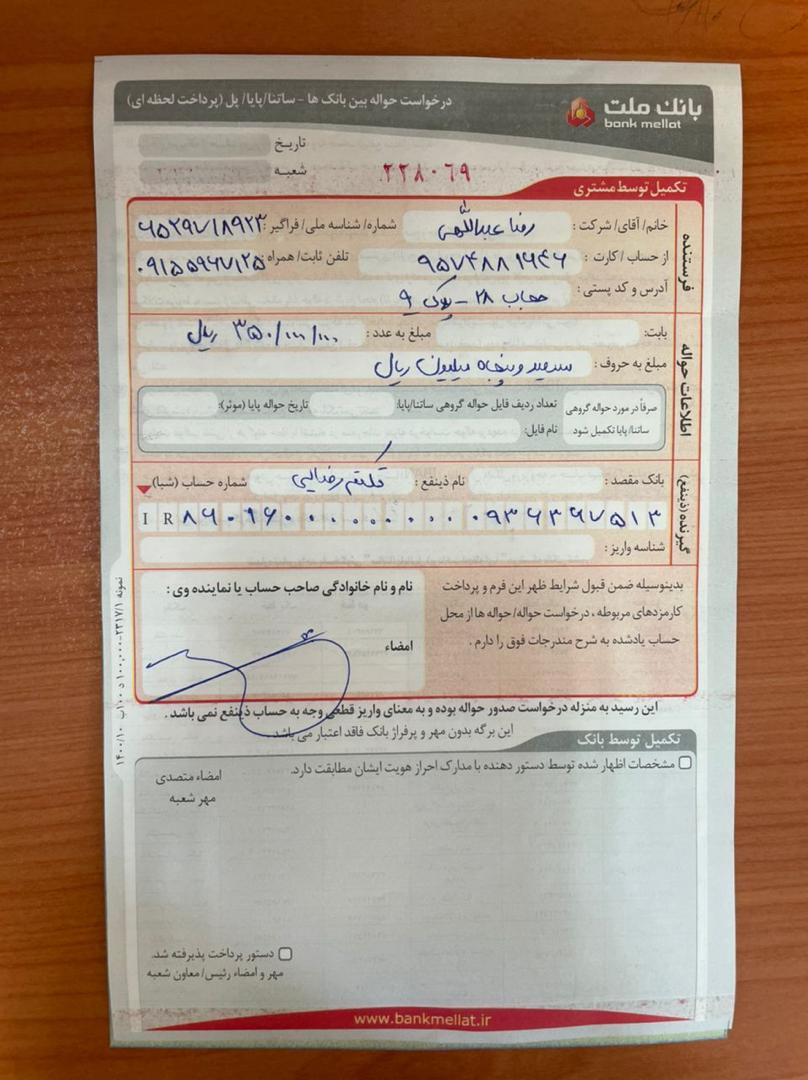 بانک ملت
bank mellat
درخواست حواله بین بانک ها - ساتنا/پایا/ پل (پرداخت لحظه ای)
تاریخ
شعبه
۲۲۸۰۶۹
تکمیل توسط مشتری
فرستنده
خانم/ آقای/ شرکت : رضا عبداللهی شماره/ شناسه ملی/ فراگیر : ۶۵۲۹۷۱۸۹۲۳
از حساب /کارت : ۹۵۷۴۸۸۱۶۴۶ تلفن ثابت/ همراه : ۰۹۱۵۵۹۶۷۱۲۵
آدرس و کد پستی : حجاب ۲۸ - پلاک ۹
اطلاعات حواله
بابت: مبلغ به عدد : ۳۵۰/۰۰۰/۰۰۰ ریال
مبلغ به حروف : سیصد و پنجاه میلیون ریال
صرفاً در مورد حواله گروهی ساتنا/ پایا تکمیل شود
تعداد ردیف فایل حواله گروهی ساتنا/پایا: تاریخ حواله پایا (موثر):
نام فایل:
گیرنده (ذینفع)
بانک مقصد : نام ذینفع : رضایی شماره حساب (شبا)
IR ۸۶۰۱۶۰۰۰۰۰۰۰۰۰۰۰۹۳۶۳۶۷۵۱۳
شناسه واریز :
بدینوسیله ضمن قبول شرایط ظهر این فرم و پرداخت
کارمزدهای مربوطه ، درخواست حواله/ حواله ها از محل
حساب یادشده به شرح مندرجات فوق را دارم .
نام و نام خانوادگی صاحب حساب یا نماینده وی :
امضاء
این رسید به منزله درخواست صدور حواله بوده و به معنای واریز قطعی وجه به حساب ذینفع نمی باشد .
این برگه بدون مهر و پرفراژ بانک فاقد اعتبار می باشد.
تکمیل توسط بانک
مشخصات اظهار شده توسط دستور دهنده با مدارک احراز هویت ایشان مطابقت دارد.
امضاء متصدی
مهر شعبه
دستور پرداخت پذیرفته شد.
مهر و امضاء رئیس/ معاون شعبه
www.bankmellat.ir